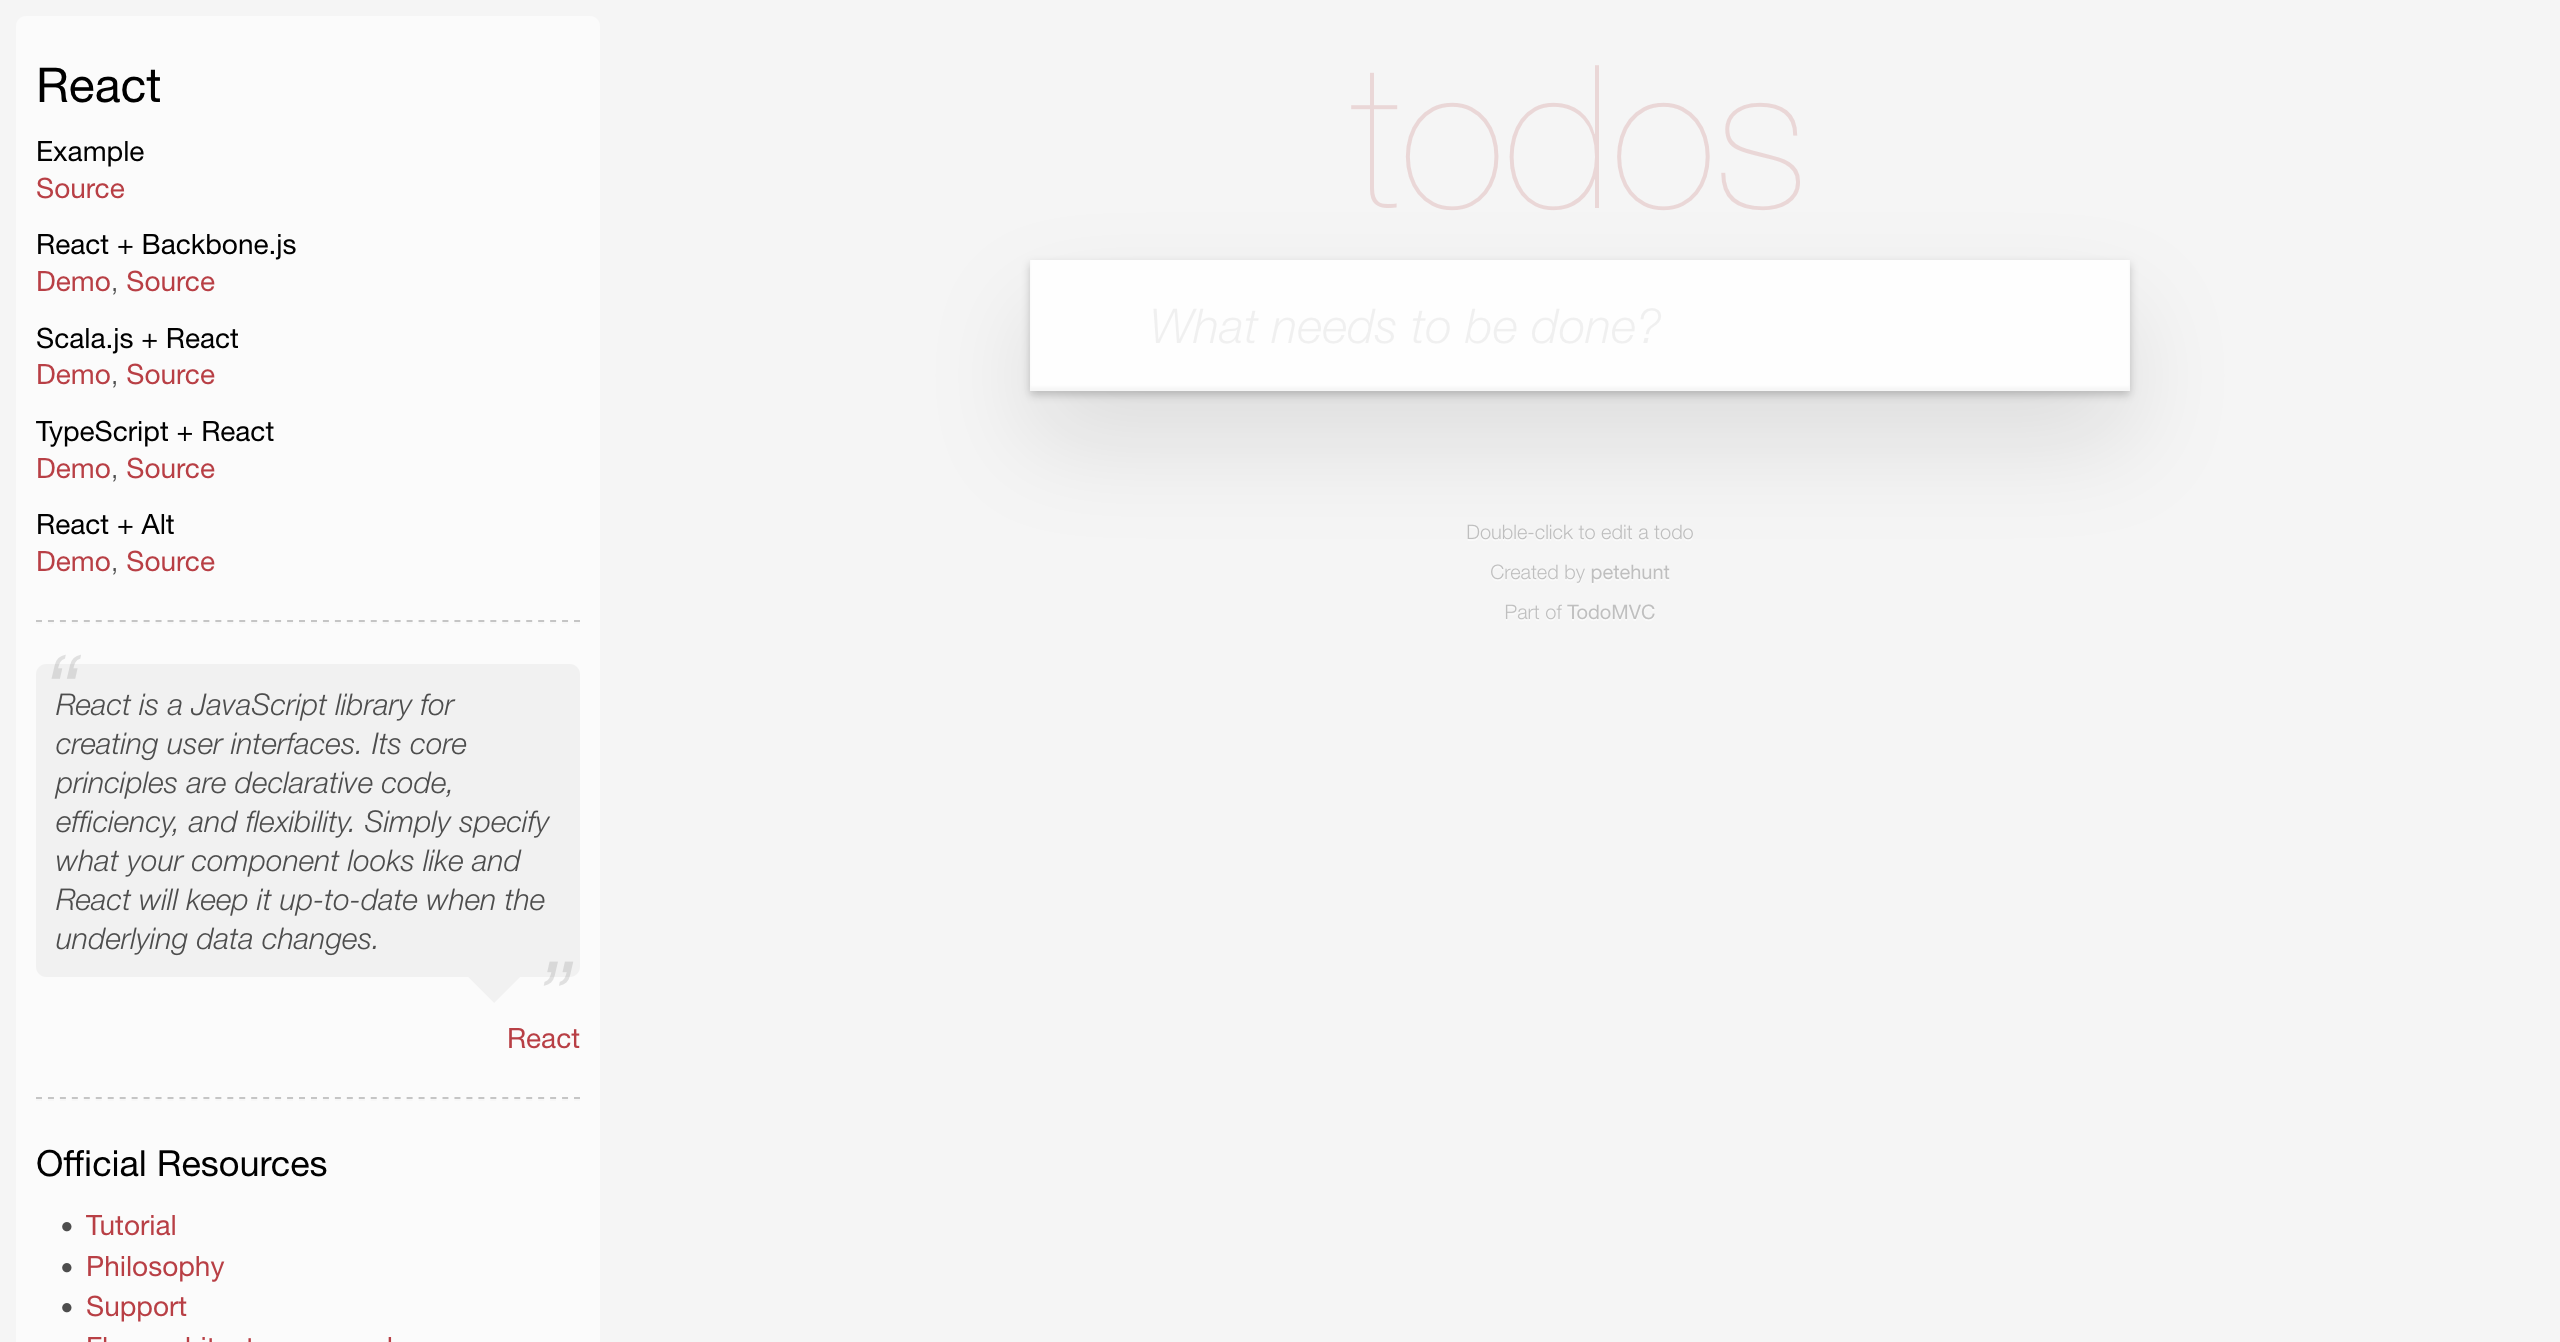 React
Example
Source
React + Backbone.js
Demo, Source
Scala.js + React
Demo, Source
TypeScript + React
Demo, Source
React + Alt
Demo, Source
“
React is a JavaScript library for
creating user interfaces. Its core
principles are declarative code,
efficiency, and flexibility. Simply specify
what your component looks like and
React will keep it up-to-date when the
underlying data changes.
”
React
Official Resources
• Tutorial
• Philosophy
• Support
todos
What needs to be done?
Double-click to edit a todo
Created by petehunt
Part of TodoMVC